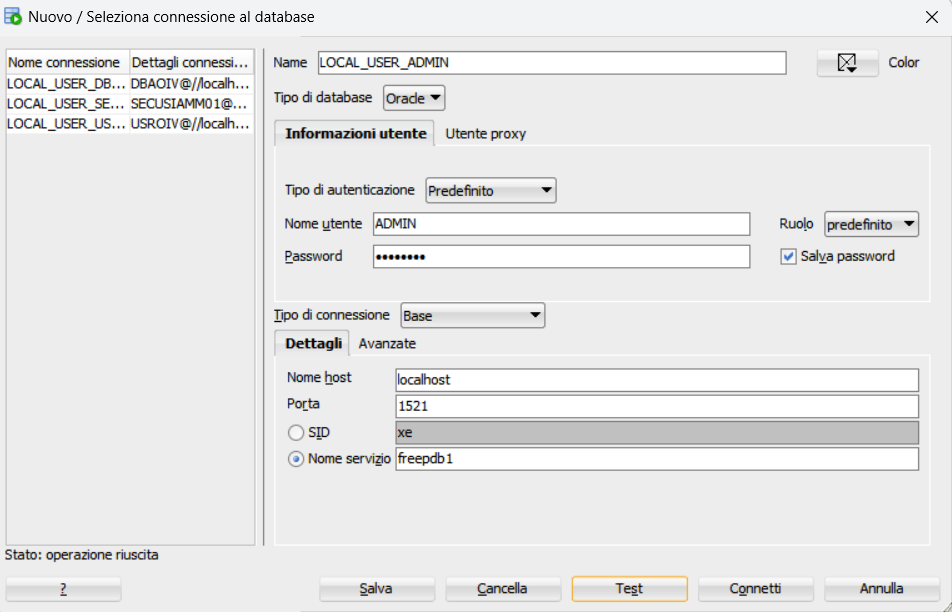 Nuovo / Seleziona connessione al database
Nome connessione Dettagli connessi...
LOCAL_USER_DB... DBAOIV@//localh...
LOCAL_USER_SE... SECUSIAMM01@...
LOCAL_USER_US... USROIV@//localh...
Name LOCAL_USER_ADMIN Color
Tipo di database Oracle
Informazioni utente Utente proxy
Tipo di autenticazione Predefinito
Nome utente ADMIN Ruolo predefinito
Password •••••••• Salva password
Tipo di connessione Base
Dettagli Avanzate
Nome host localhost
Porta 1521
SID xe
Nome servizio freepdb1
Stato: operazione riuscita
? Salva Cancella Test Connetti Annulla